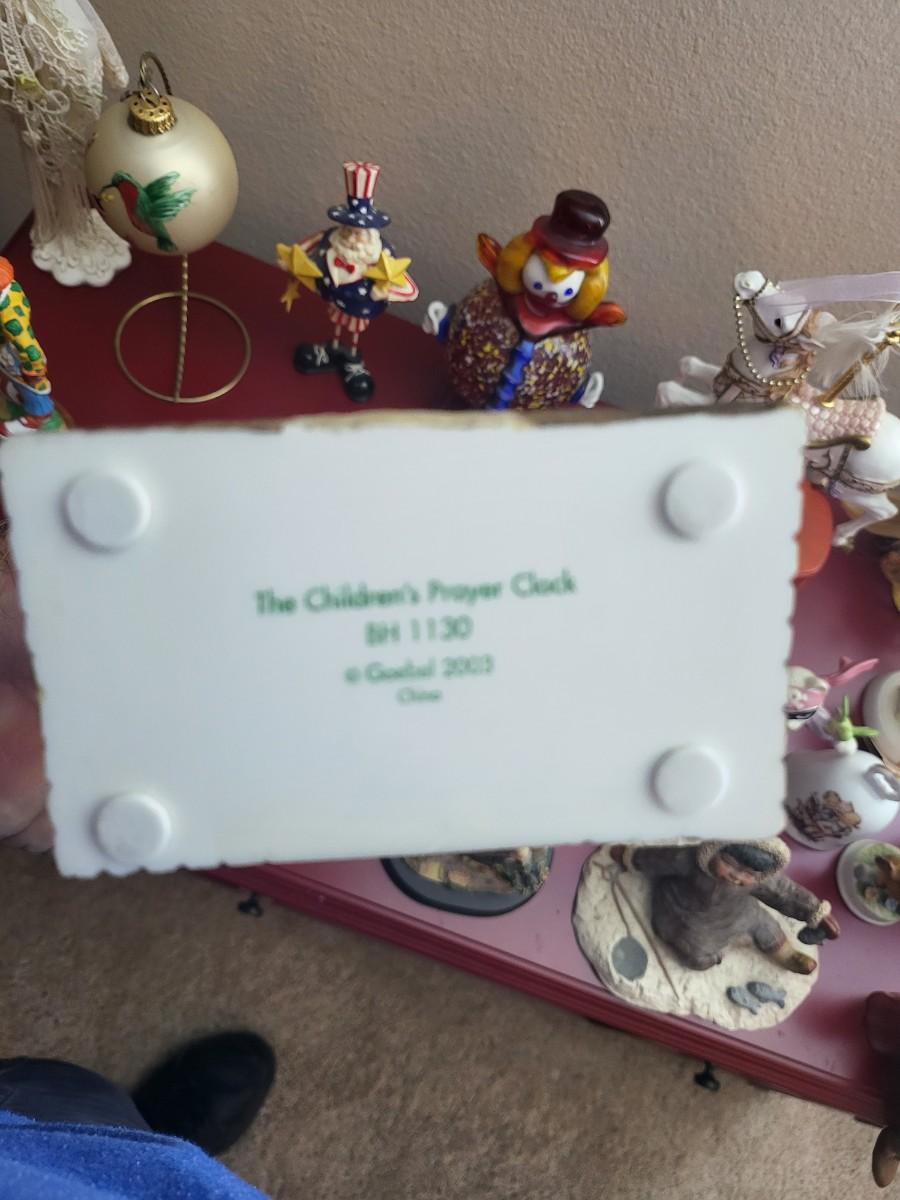 The Children's Prayer Clock
BH 1130
© Goebel 2003
China